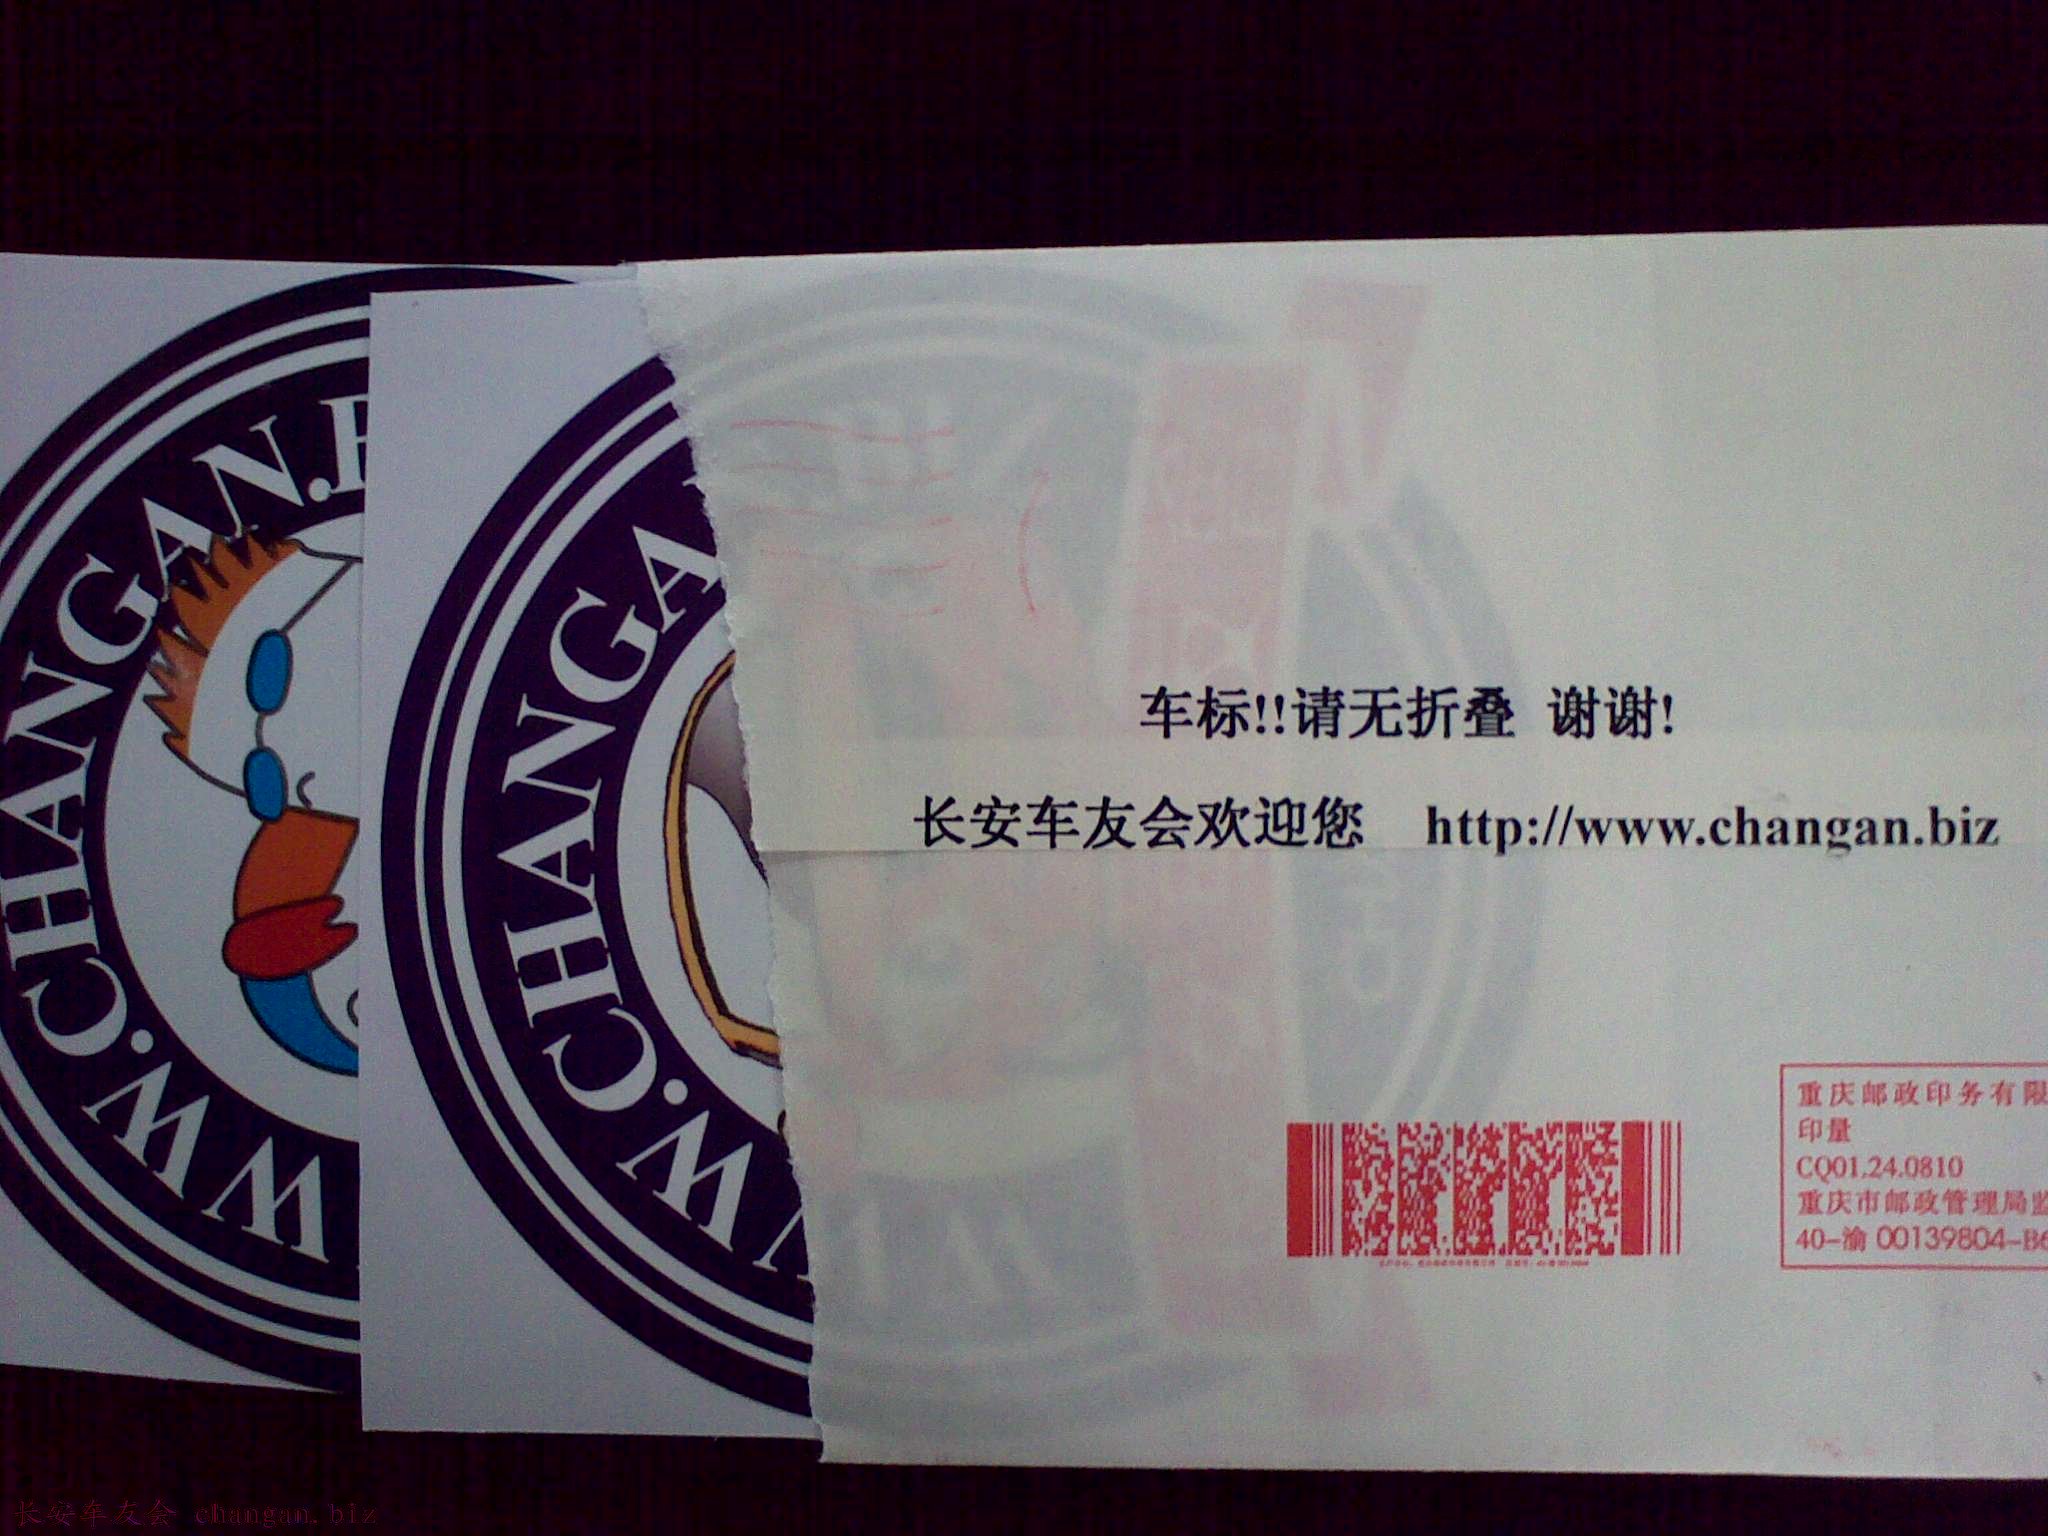 CHANGAN.
W.CHANGAN.B
WW
W.CHANGA
车标!!请无折叠 谢谢!
长安车友会欢迎您 http://www.changan.biz
重庆邮政印务有限
印量
CQ01.24.0810
重庆市邮政管理局监
40-渝 00139804-B6
长安车友会 changan.biz